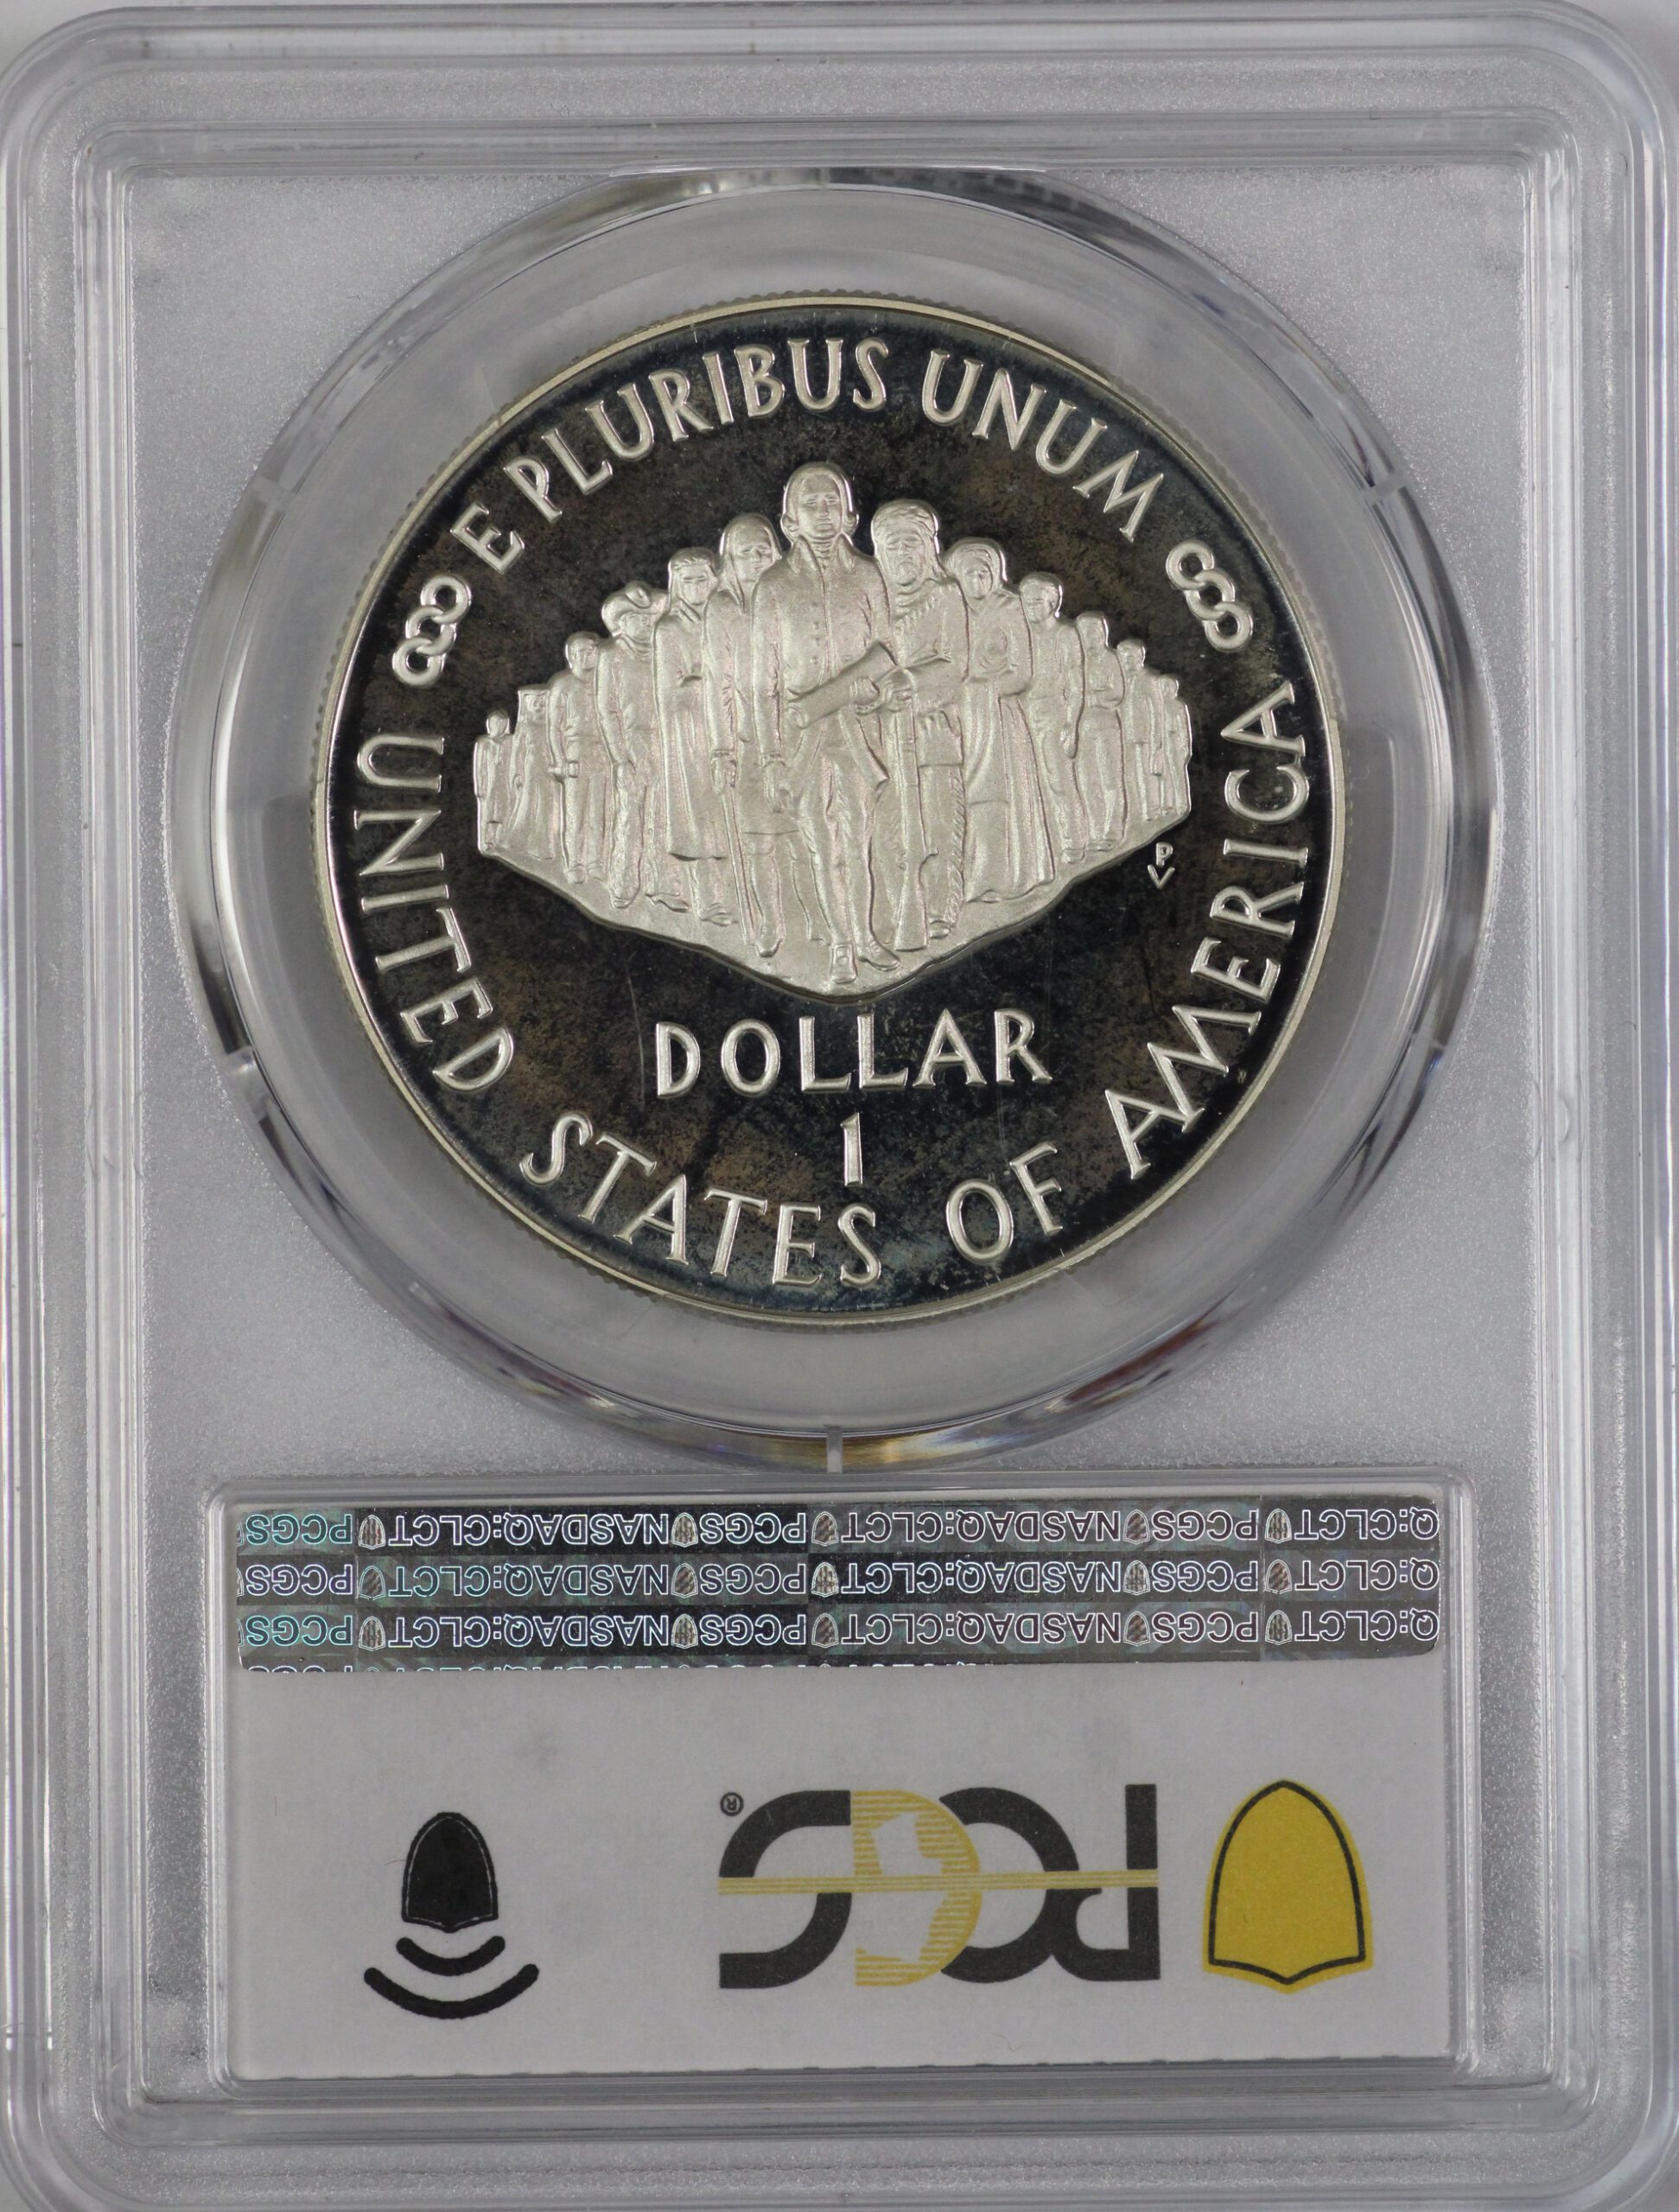 E PLURIBUS UNUM
PV
DOLLAR
1
UNITED STATES OF AMERICA
PCGS CLCT NASDAQ:CLCT PCGS NASDAQ:CLCT PCGS Q:CLCT
Q:CLCT PCGS NASDAQ:CLCT PCGS NASDAQ:CLCT PCGS
Q:CLCT PCGS NASDAQ:CLCT PCGS NASDAQ:CLCT PCGS
PCGS®